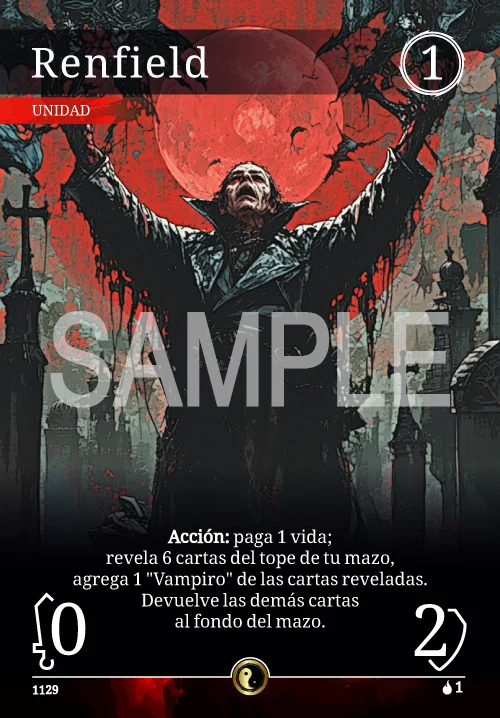 Renfield
1
UNIDAD
SAMPLE
Acción: paga 1 vida;
revela 6 cartas del tope de tu mazo,
agrega 1 "Vampiro" de las cartas reveladas.
Devuelve las demás cartas
al fondo del mazo.
0
2
1129
1